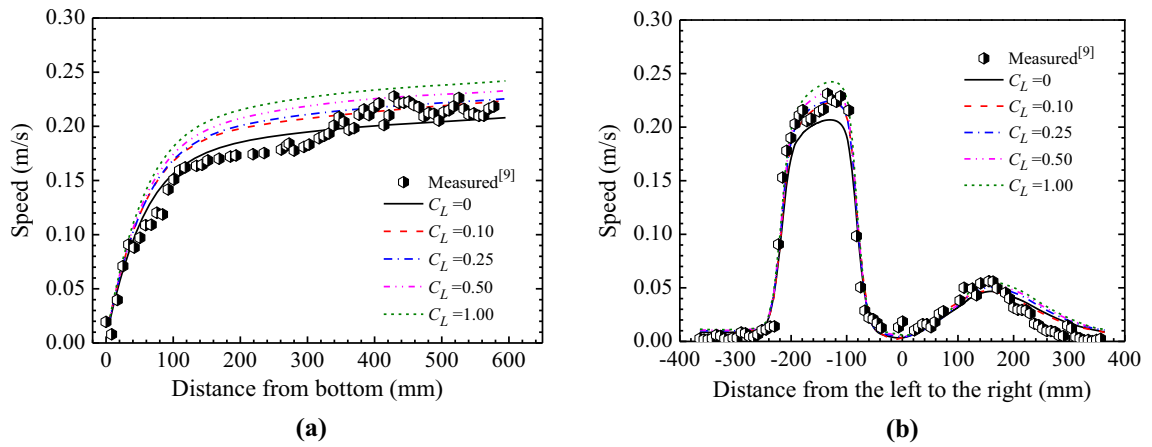 0.30
0.25
0.20
0.15
0.10
0.05
0.00
Speed (m/s)
Measured[9]
C_L =0
C_L =0.10
C_L =0.25
C_L =0.50
C_L =1.00
0 100 200 300 400 500 600
Distance from bottom (mm)
(a)
0.30
0.25
0.20
0.15
0.10
0.05
0.00
Speed (m/s)
Measured[9]
C_L =0
C_L =0.10
C_L =0.25
C_L =0.50
C_L =1.00
-400 -300 -200 -100 0 100 200 300 400
Distance from the left to the right (mm)
(b)